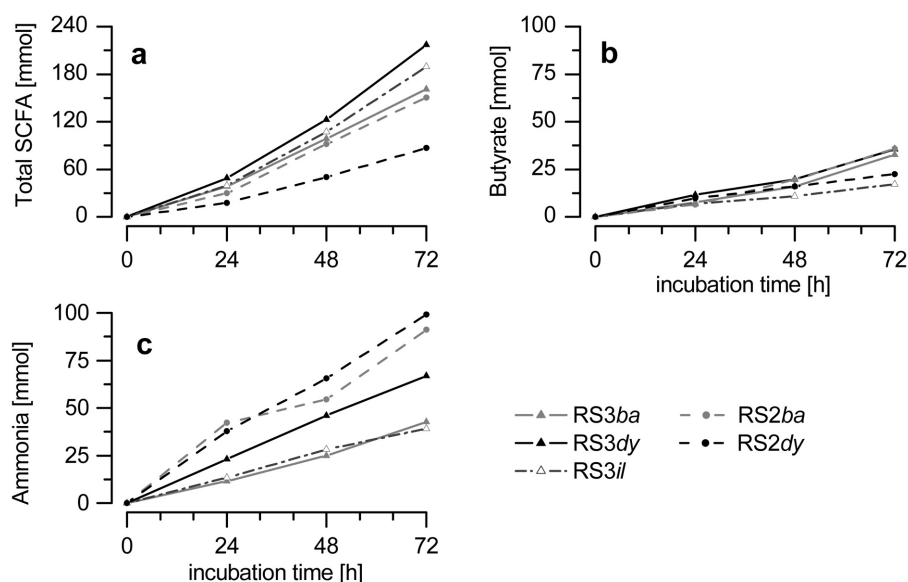 a
Total SCFA [mmol]
240
180
120
60
0
0 24 48 72
b
Butyrate [mmol]
100
75
50
25
0
0 24 48 72
incubation time [h]
c
Ammonia [mmol]
100
75
50
25
0
0 24 48 72
incubation time [h]
RS3ba RS2ba
RS3dy RS2dy
RS3il